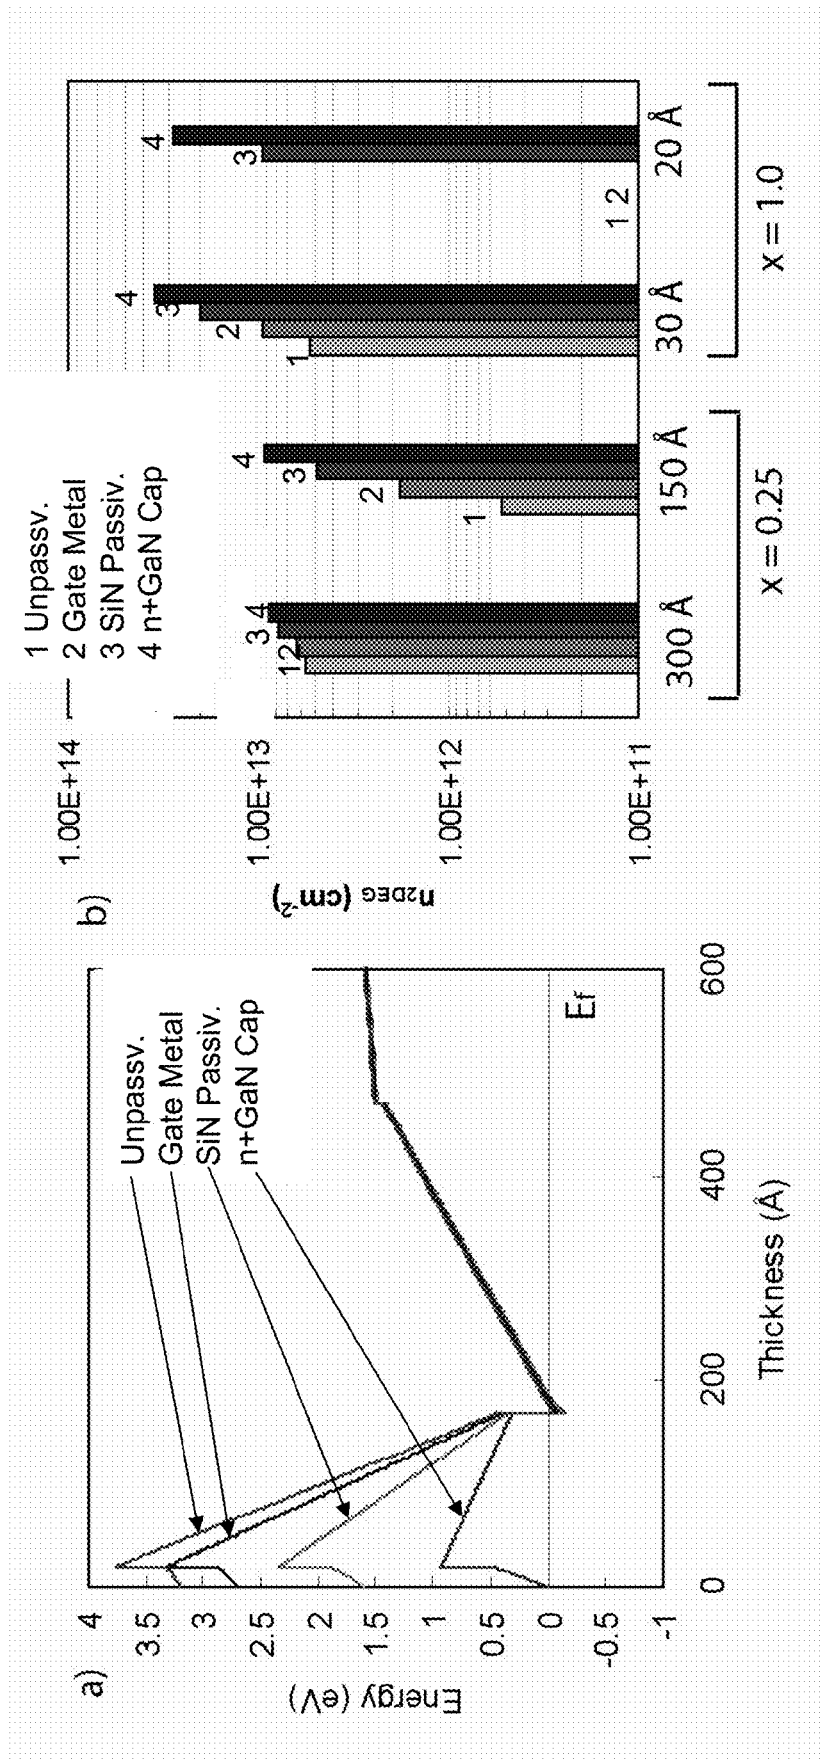 a)
4
3.5
3
2.5
2
1.5
1
0.5
0
-0.5
-1
Energy (eV)
0
200
400
600
Thickness (Å)
Unpassv.
Gate Metal
SiN Passiv.
n+GaN Cap
Ef
b)
1.00E+14
1.00E+13
1.00E+12
1.00E+11
n2DEG (cm-2)
1 Unpassv.
2 Gate Metal
3 SiN Passiv.
4 n+GaN Cap
12
3
4
1
2
3
4
1
2
3
4
1 2
3
4
300 Å
150 Å
30 Å
20 Å
x = 0.25
x = 1.0